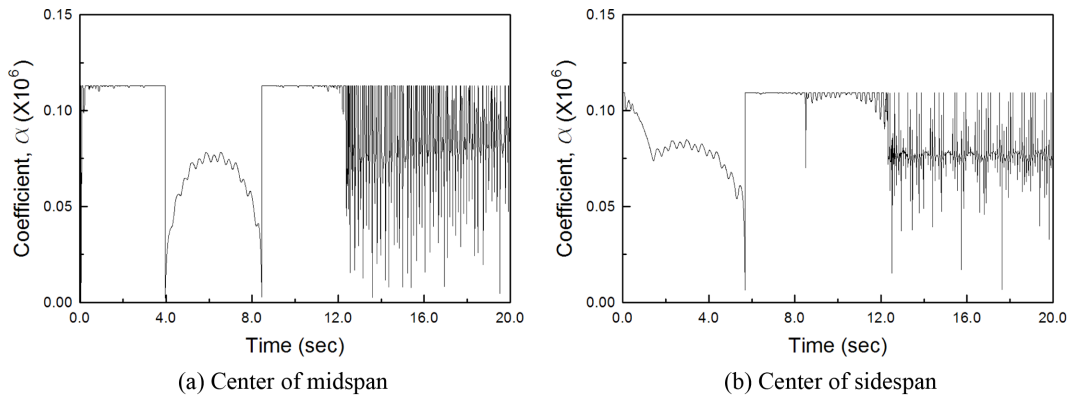 0.15
0.10
0.05
0.00
Coefficient, α (X10⁶)
0.0 4.0 8.0 12.0 16.0 20.0
Time (sec)
(a) Center of midspan
0.15
0.10
0.05
0.00
Coefficient, α (X10⁶)
0.0 4.0 8.0 12.0 16.0 20.0
Time (sec)
(b) Center of sidespan